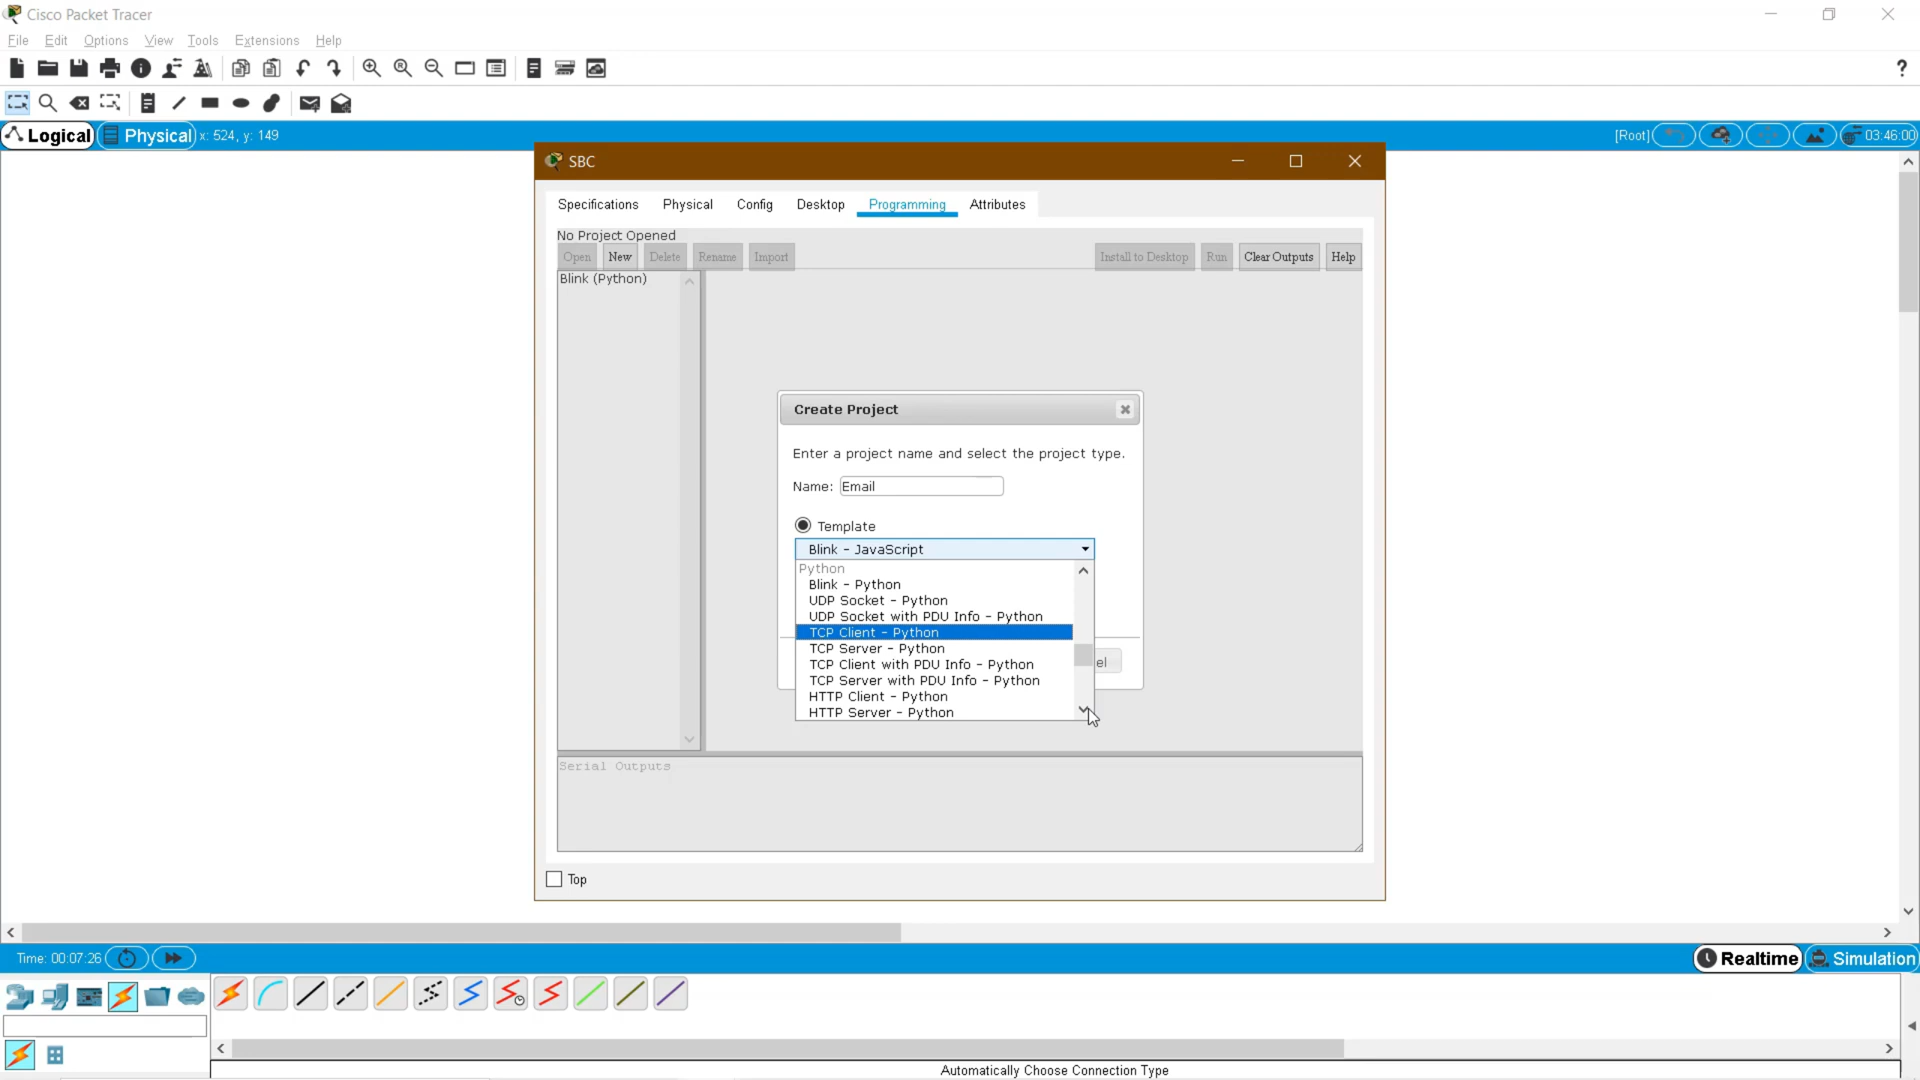 Cisco Packet Tracer
File Edit Options View Tools Extensions Help
?
Logical Physical x: 524, y: 149 [Root] 03:46:00
SBC
Specifications Physical Config Desktop Programming Attributes
No Project Opened
Open New Delete Rename Import Install to Desktop Run Clear Outputs Help
Blink (Python)
Create Project
Enter a project name and select the project type.
Name: Email
Template
Blink - JavaScript
Python
Blink - Python
UDP Socket - Python
UDP Socket with PDU Info - Python
TCP Client - Python
TCP Server - Python
TCP Client with PDU Info - Python
el
TCP Server with PDU Info - Python
HTTP Client - Python
HTTP Server - Python
Serial Outputs
Top
Time: 00:07:26 Realtime Simulation
Automatically Choose Connection Type